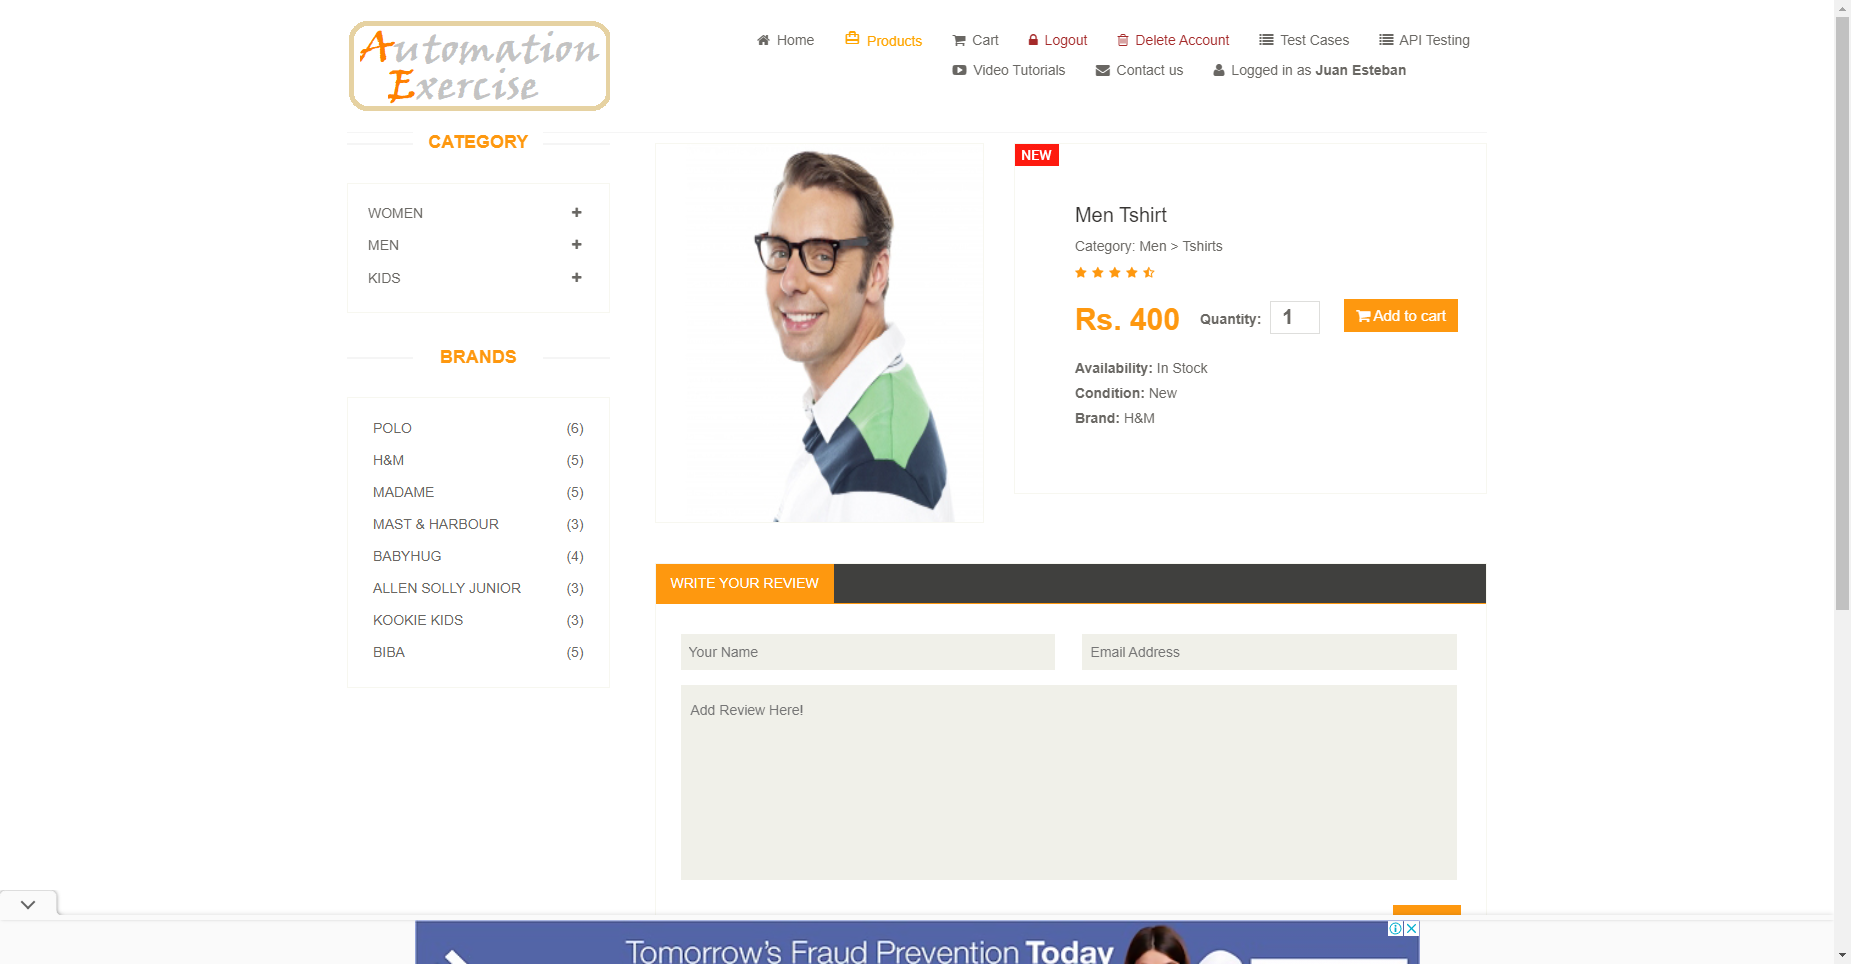 Automation
Exercise
Home
Products
Cart
Logout
Delete Account
Test Cases
API Testing
Video Tutorials
Contact us
Logged in as Juan Esteban
CATEGORY
WOMEN
MEN
KIDS
BRANDS
POLO (6)
H&M (5)
MADAME (5)
MAST & HARBOUR (3)
BABYHUG (4)
ALLEN SOLLY JUNIOR (3)
KOOKIE KIDS (3)
BIBA (5)
NEW
Men Tshirt
Category: Men > Tshirts
Rs. 400 Quantity: 1 Add to cart
Availability: In Stock
Condition: New
Brand: H&M
WRITE YOUR REVIEW
Your Name
Email Address
Add Review Here!
Tomorrow's Fraud Prevention Today